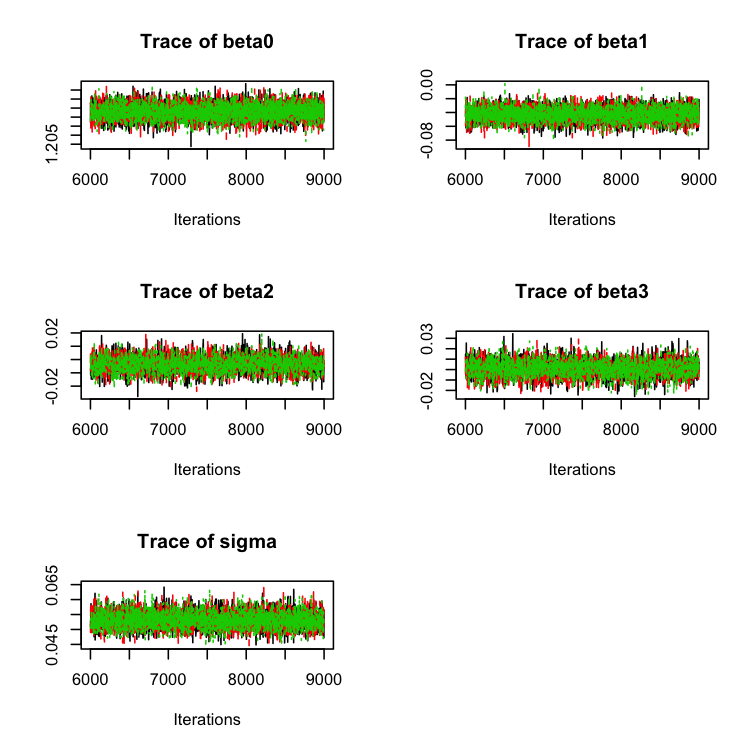 Trace of beta0
1.205
6000 7000 8000 9000
Iterations
Trace of beta1
-0.08 0.00
6000 7000 8000 9000
Iterations
Trace of beta2
-0.02 0.02
6000 7000 8000 9000
Iterations
Trace of beta3
-0.02 0.03
6000 7000 8000 9000
Iterations
Trace of sigma
0.045 0.065
6000 7000 8000 9000
Iterations